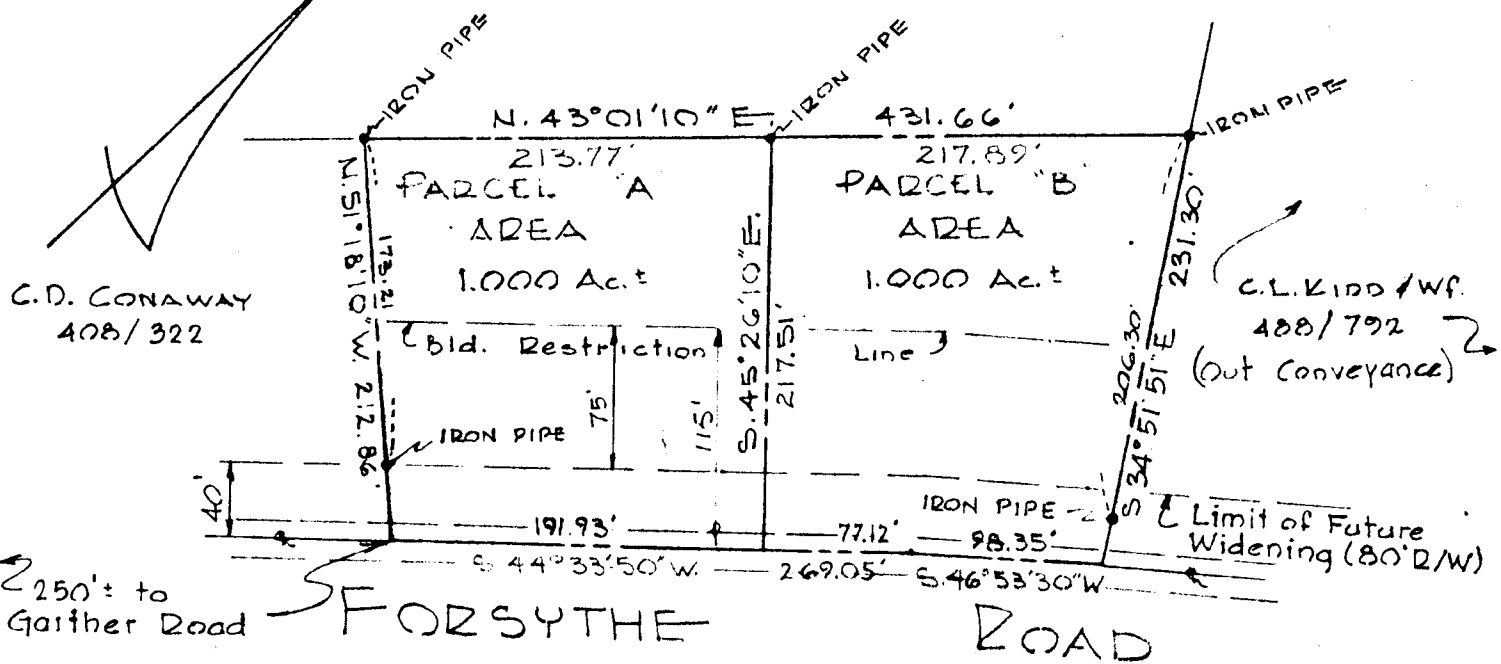 IRON PIPE
IRON PIPE
IRON PIPE
N. 43°01'10" E.
431.66'
213.77'
217.89'
PARCEL "A
AREA
1.000 Ac.±
PARCEL "B
AREA
1.000 Ac.±
N. 51°18'10" W. 212.86'
173.21
S. 45°26'10" E.
217.51'
231.30'
206.30'
S 34°51'51" E
C.D. CONAWAY
408/322
C.L. KIDD & Wf.
488/792
(Out Conveyance)
Bld. Restriction
Line
75'
115'
IRON PIPE
40'
IRON PIPE
Limit of Future
Widening (80' R/W)
191.93'
77.12'
98.35'
S 44°33'50" W.
269.05'
S. 46°53'30" W
250'± to
Gaither Road
FORSYTHE ROAD